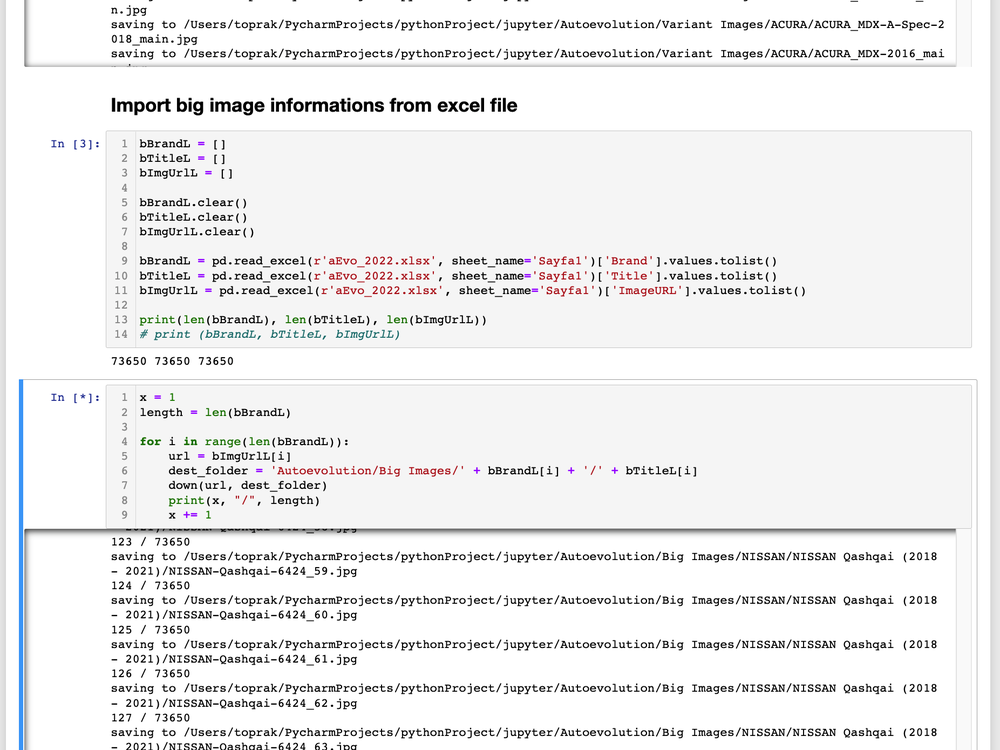 n.jpg
saving to /Users/toprak/PycharmProjects/pythonProject/jupyter/Autoevolution/Variant Images/ACURA/ACURA_MDX-A-Spec-2
018_main.jpg
saving to /Users/toprak/PycharmProjects/pythonProject/jupyter/Autoevolution/Variant Images/ACURA/ACURA_MDX-2016_mai
Import big image informations from excel file
In [3]:
1 bBrandL = []
2 bTitleL = []
3 bImgUrlL = []
4
5 bBrandL.clear()
6 bTitleL.clear()
7 bImgUrlL.clear()
8
9 bBrandL = pd.read_excel(r'aEvo_2022.xlsx', sheet_name='Sayfa1')['Brand'].values.tolist()
10 bTitleL = pd.read_excel(r'aEvo_2022.xlsx', sheet_name='Sayfa1')['Title'].values.tolist()
11 bImgUrlL = pd.read_excel(r'aEvo_2022.xlsx', sheet_name='Sayfa1')['ImageURL'].values.tolist()
12
13 print(len(bBrandL), len(bTitleL), len(bImgUrlL))
14 # print (bBrandL, bTitleL, bImgUrlL)
73650 73650 73650
In [*]:
1 x = 1
2 length = len(bBrandL)
3
4 for i in range(len(bBrandL)):
5     url = bImgUrlL[i]
6     dest_folder = 'Autoevolution/Big Images/' + bBrandL[i] + '/' + bTitleL[i]
7     down(url, dest_folder)
8     print(x, "/", length)
9     x += 1
123 / 73650
saving to /Users/toprak/PycharmProjects/pythonProject/jupyter/Autoevolution/Big Images/NISSAN/NISSAN Qashqai (2018
- 2021)/NISSAN-Qashqai-6424_59.jpg
124 / 73650
saving to /Users/toprak/PycharmProjects/pythonProject/jupyter/Autoevolution/Big Images/NISSAN/NISSAN Qashqai (2018
- 2021)/NISSAN-Qashqai-6424_60.jpg
125 / 73650
saving to /Users/toprak/PycharmProjects/pythonProject/jupyter/Autoevolution/Big Images/NISSAN/NISSAN Qashqai (2018
- 2021)/NISSAN-Qashqai-6424_61.jpg
126 / 73650
saving to /Users/toprak/PycharmProjects/pythonProject/jupyter/Autoevolution/Big Images/NISSAN/NISSAN Qashqai (2018
- 2021)/NISSAN-Qashqai-6424_62.jpg
127 / 73650
saving to /Users/toprak/PycharmProjects/pythonProject/jupyter/Autoevolution/Big Images/NISSAN/NISSAN Qashqai (2018
- 2021)/NISSAN-Qashqai-6424_63.jpg